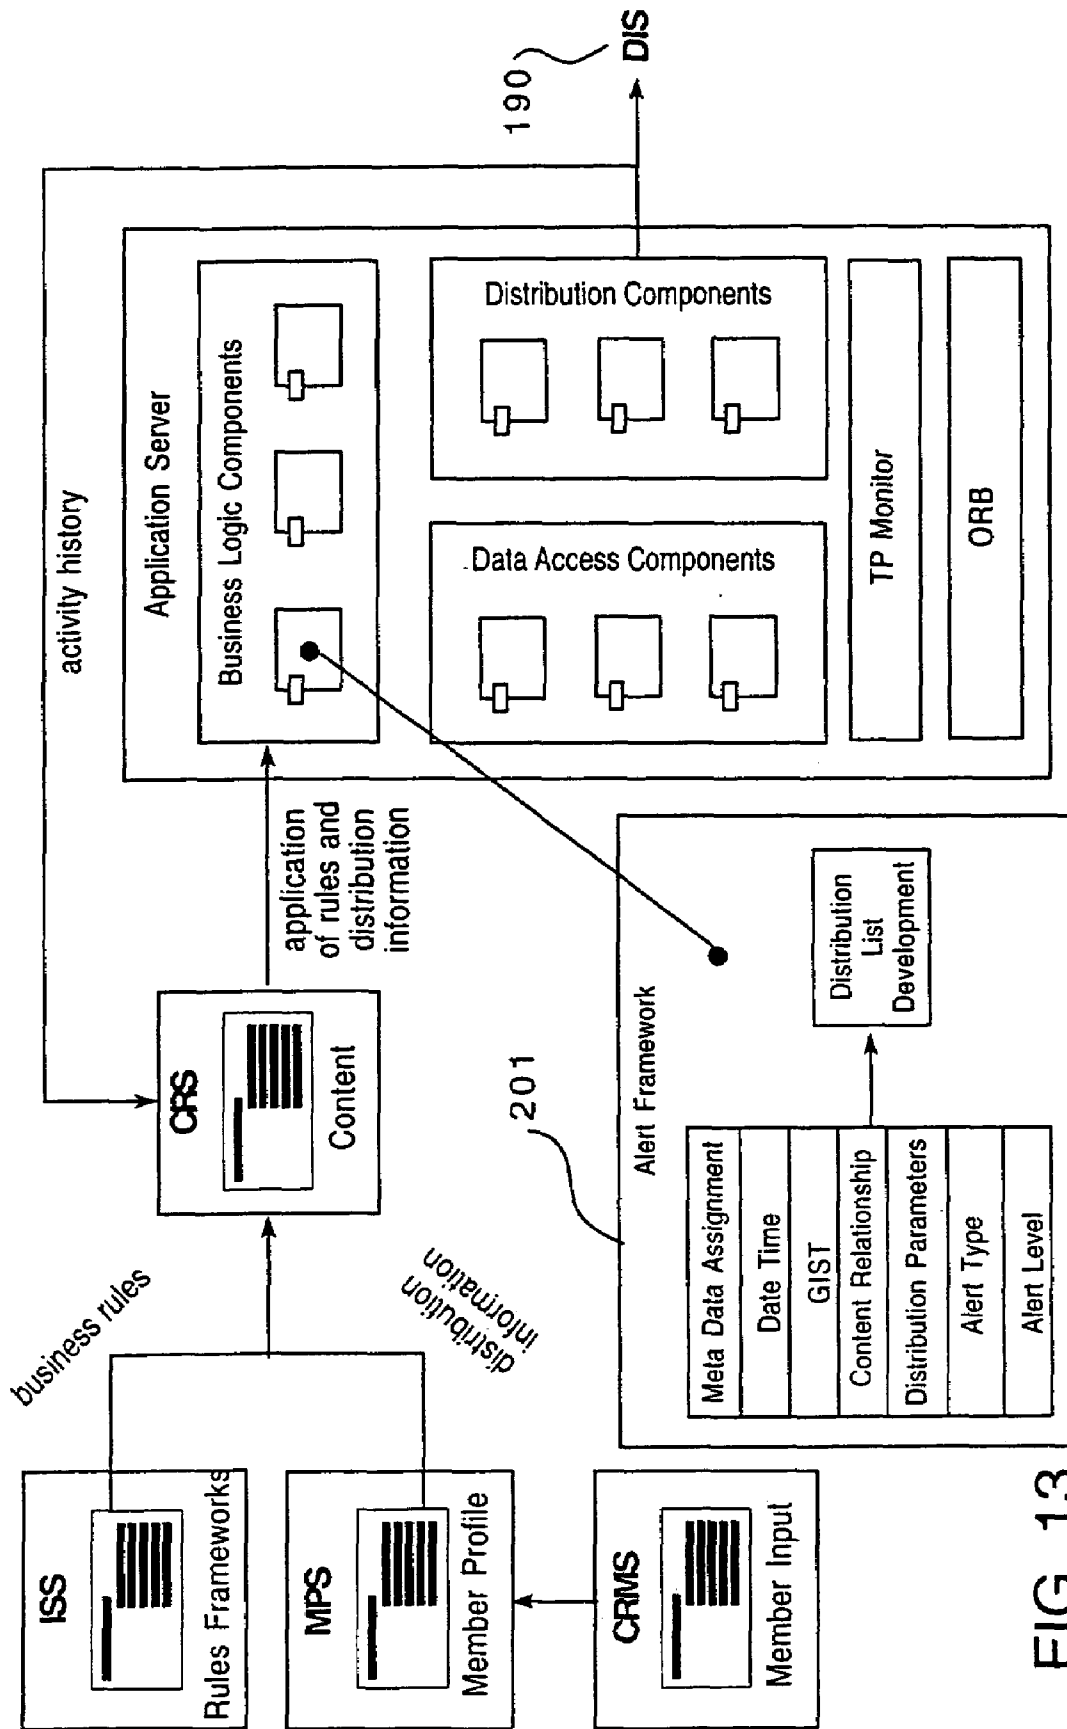 ISS
Rules Frameworks
MPS
Member Profile
CRMS
Member Input
business rules
distribution
information
CRS
Content
activity history
application
of rules and
distribution
information
Application Server
Business Logic Components
Data Access Components
Distribution Components
TP Monitor
ORB
190
DIS
201
Alert Framework
Meta Data Assignment
Date Time
GIST
Content Relationship
Distribution Parameters
Alert Type
Alert Level
Distribution
List
Development
FIG. 13